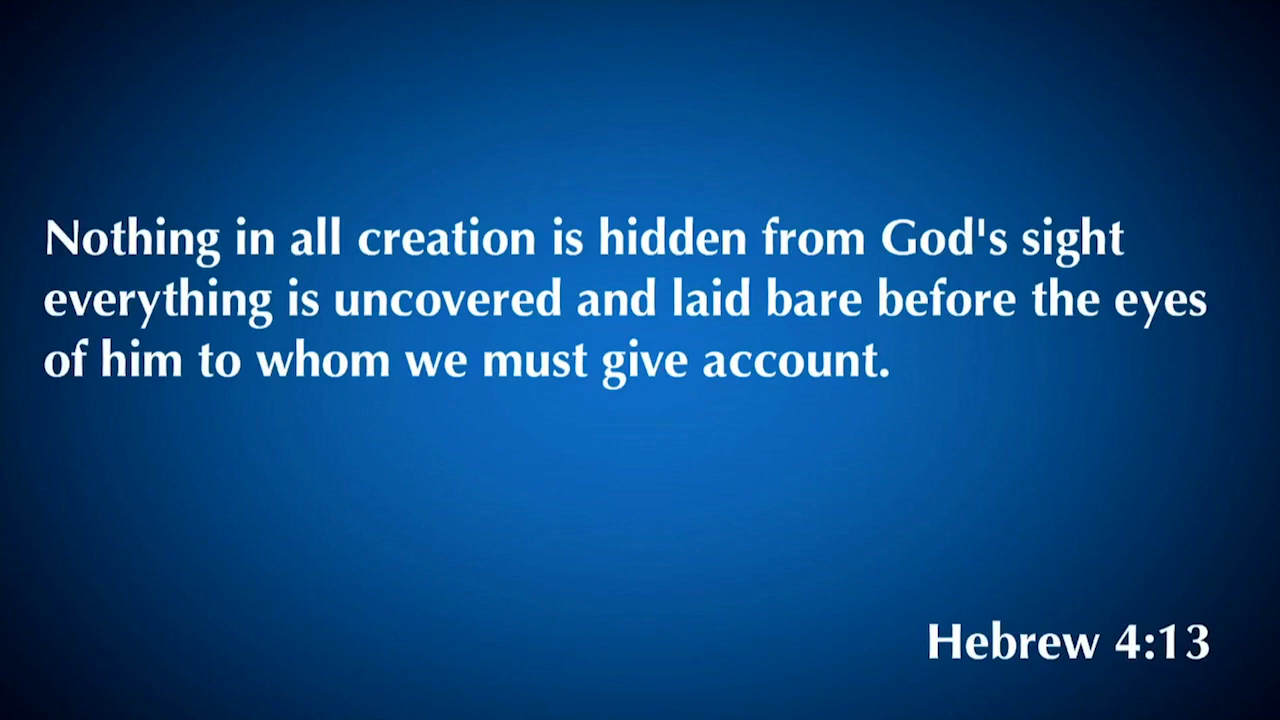 Nothing in all creation is hidden from God's sight
everything is uncovered and laid bare before the eyes
of him to whom we must give account.
Hebrew 4:13